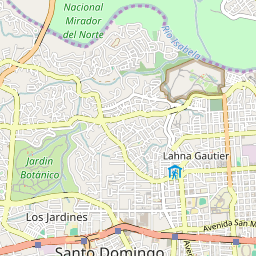 Nacional
Mirador
del Norte
Río Isabela
Lahna Gautier
Jardín
Botánico
Los Jardines
Avenida San M
Santo Domingo